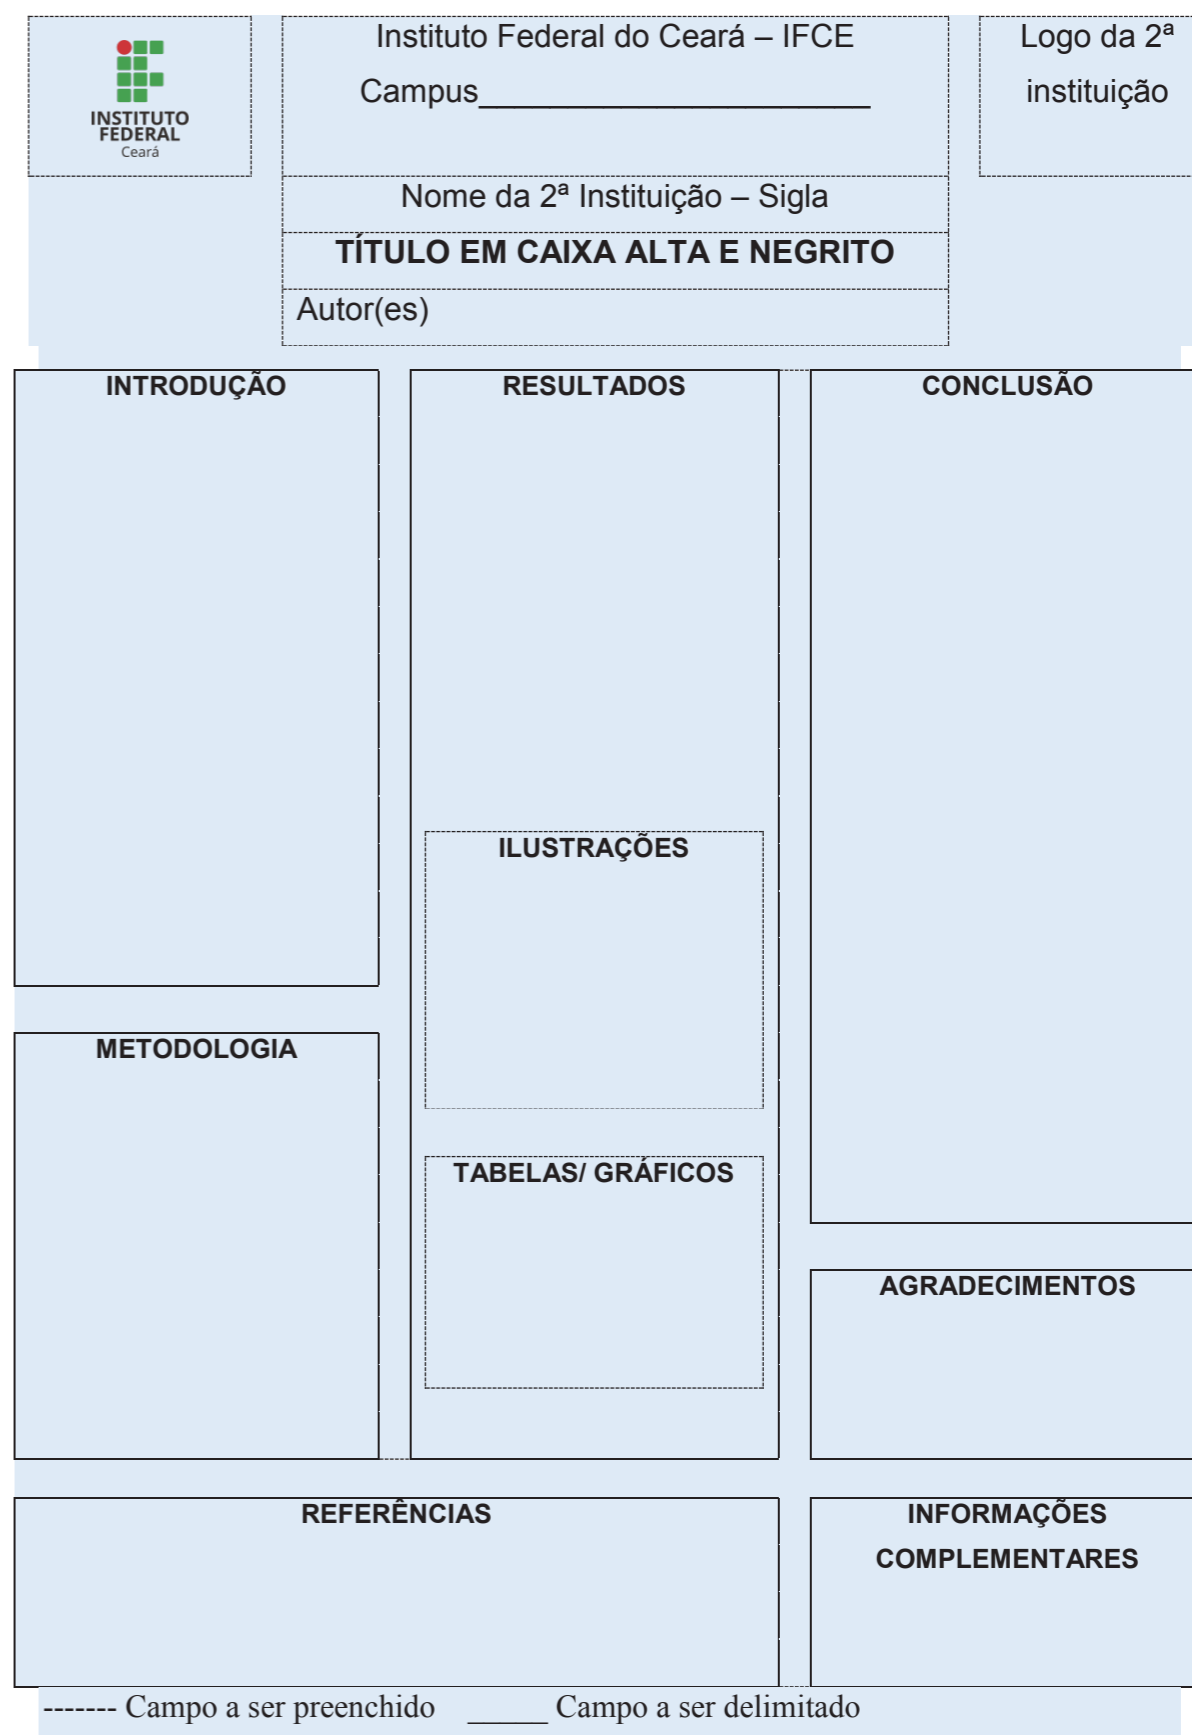 INSTITUTO
FEDERAL
Ceará
Instituto Federal do Ceará – IFCE
Campus______________________
Logo da 2ª
instituição
Nome da 2ª Instituição – Sigla
TÍTULO EM CAIXA ALTA E NEGRITO
Autor(es)
INTRODUÇÃO
METODOLOGIA
RESULTADOS
ILUSTRAÇÕES
TABELAS/ GRÁFICOS
CONCLUSÃO
AGRADECIMENTOS
REFERÊNCIAS
INFORMAÇÕES
COMPLEMENTARES
------- Campo a ser preenchido _____ Campo a ser delimitado